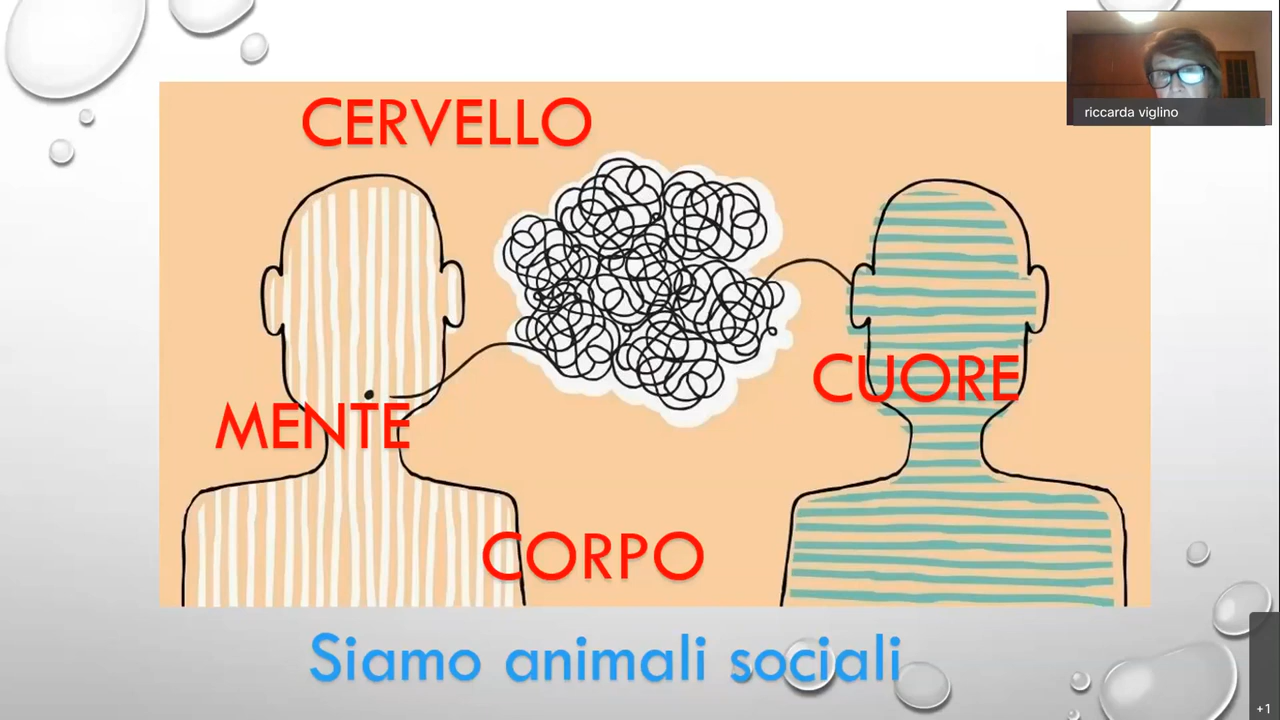 riccarda viglino
CERVELLO
CUORE
MENTE
CORPO
Siamo animali sociali
+1